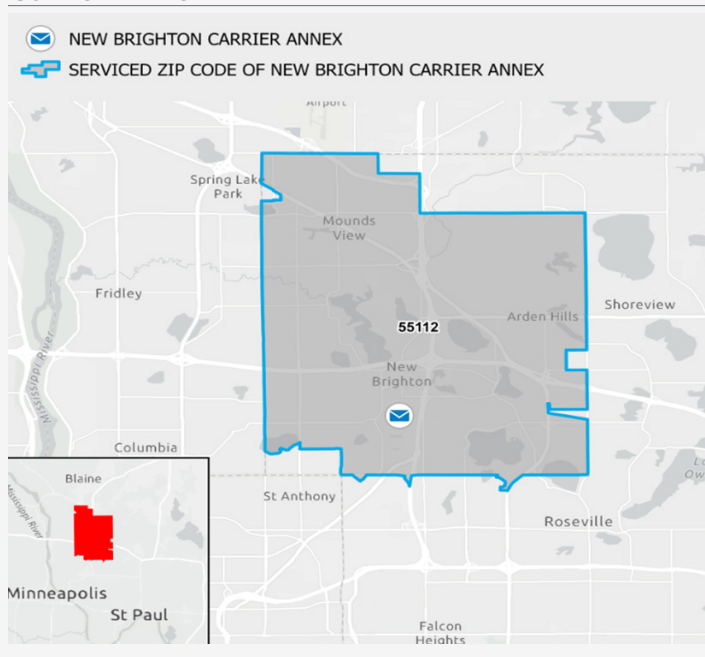 NEW BRIGHTON CARRIER ANNEX
SERVICED ZIP CODE OF NEW BRIGHTON CARRIER ANNEX
Airport
Spring Lake
Park
Mounds
View
Fridley
Shoreview
Arden Hills
55112
New
Brighton
Mississippi River
Columbia
St Anthony
Roseville
Falcon
Heights
Blaine
Mississippi River
Minneapolis
St Paul